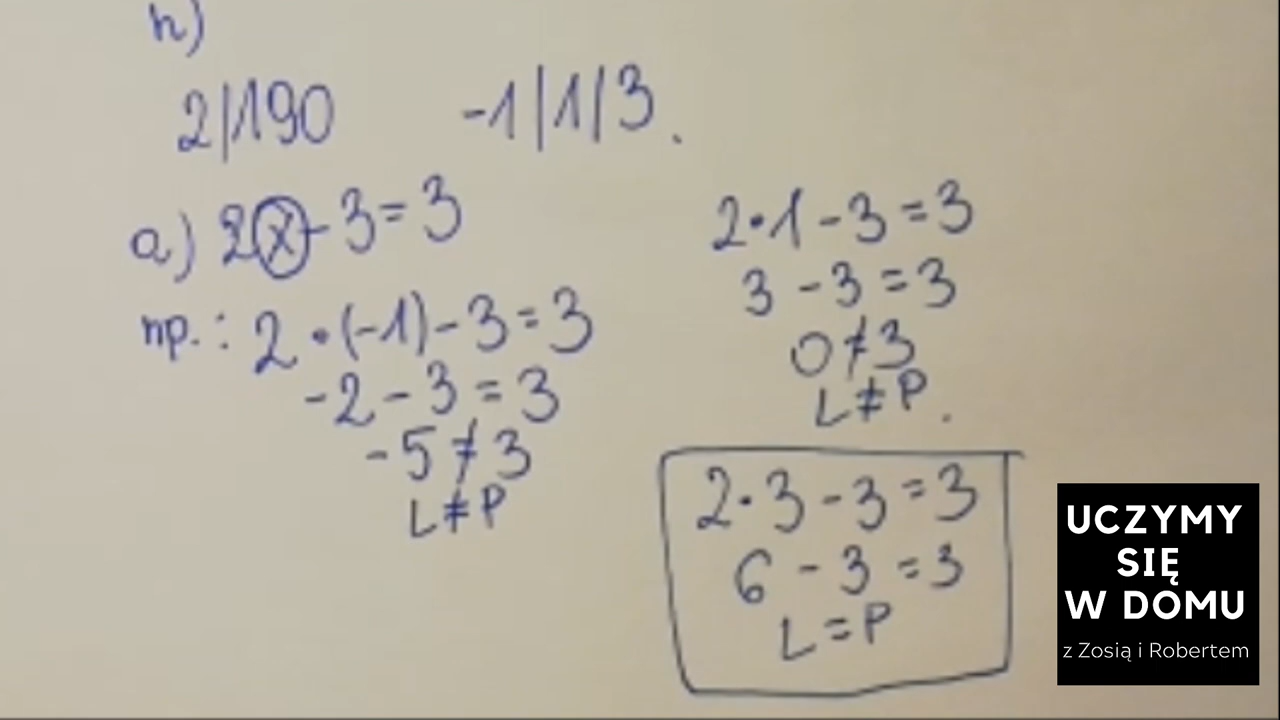 h)
2/190 -1/1/3.
a) 2x-3=3
np.: 2•(-1)-3=3
-2-3=3
-5≠3
L≠P
2•1-3=3
3-3=3
0≠3
L≠P.
2•3-3=3
6-3=3
L=P
UCZYMY
SIĘ
W DOMU
z Zosią i Robertem